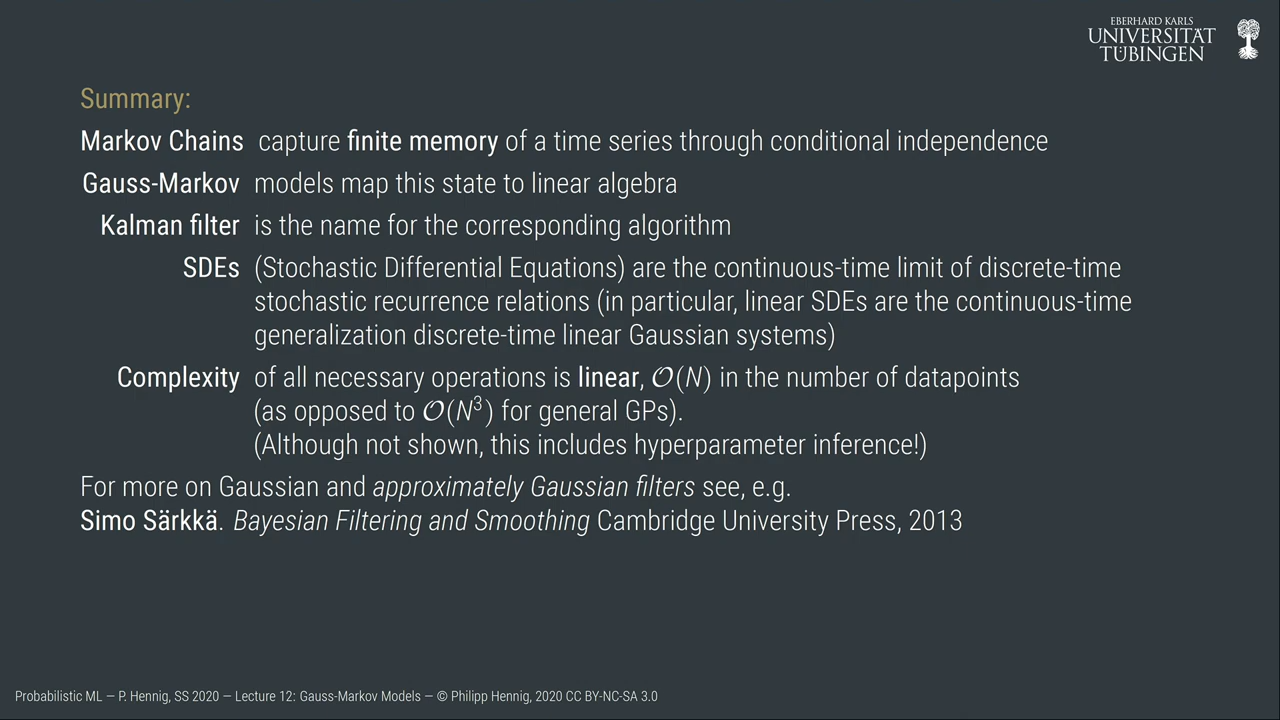 EBERHARD KARLS
UNIVERSITÄT
TÜBINGEN
Summary:
Markov Chains capture finite memory of a time series through conditional independence
Gauss-Markov models map this state to linear algebra
Kalman filter is the name for the corresponding algorithm
SDEs (Stochastic Differential Equations) are the continuous-time limit of discrete-time
stochastic recurrence relations (in particular, linear SDEs are the continuous-time
generalization discrete-time linear Gaussian systems)
Complexity of all necessary operations is linear, 𝒪(N) in the number of datapoints
(as opposed to 𝒪(N³) for general GPs).
(Although not shown, this includes hyperparameter inference!)
For more on Gaussian and approximately Gaussian filters see, e.g.
Simo Särkkä. Bayesian Filtering and Smoothing Cambridge University Press, 2013
Probabilistic ML — P. Hennig, SS 2020 — Lecture 12: Gauss-Markov Models — © Philipp Hennig, 2020 CC BY-NC-SA 3.0